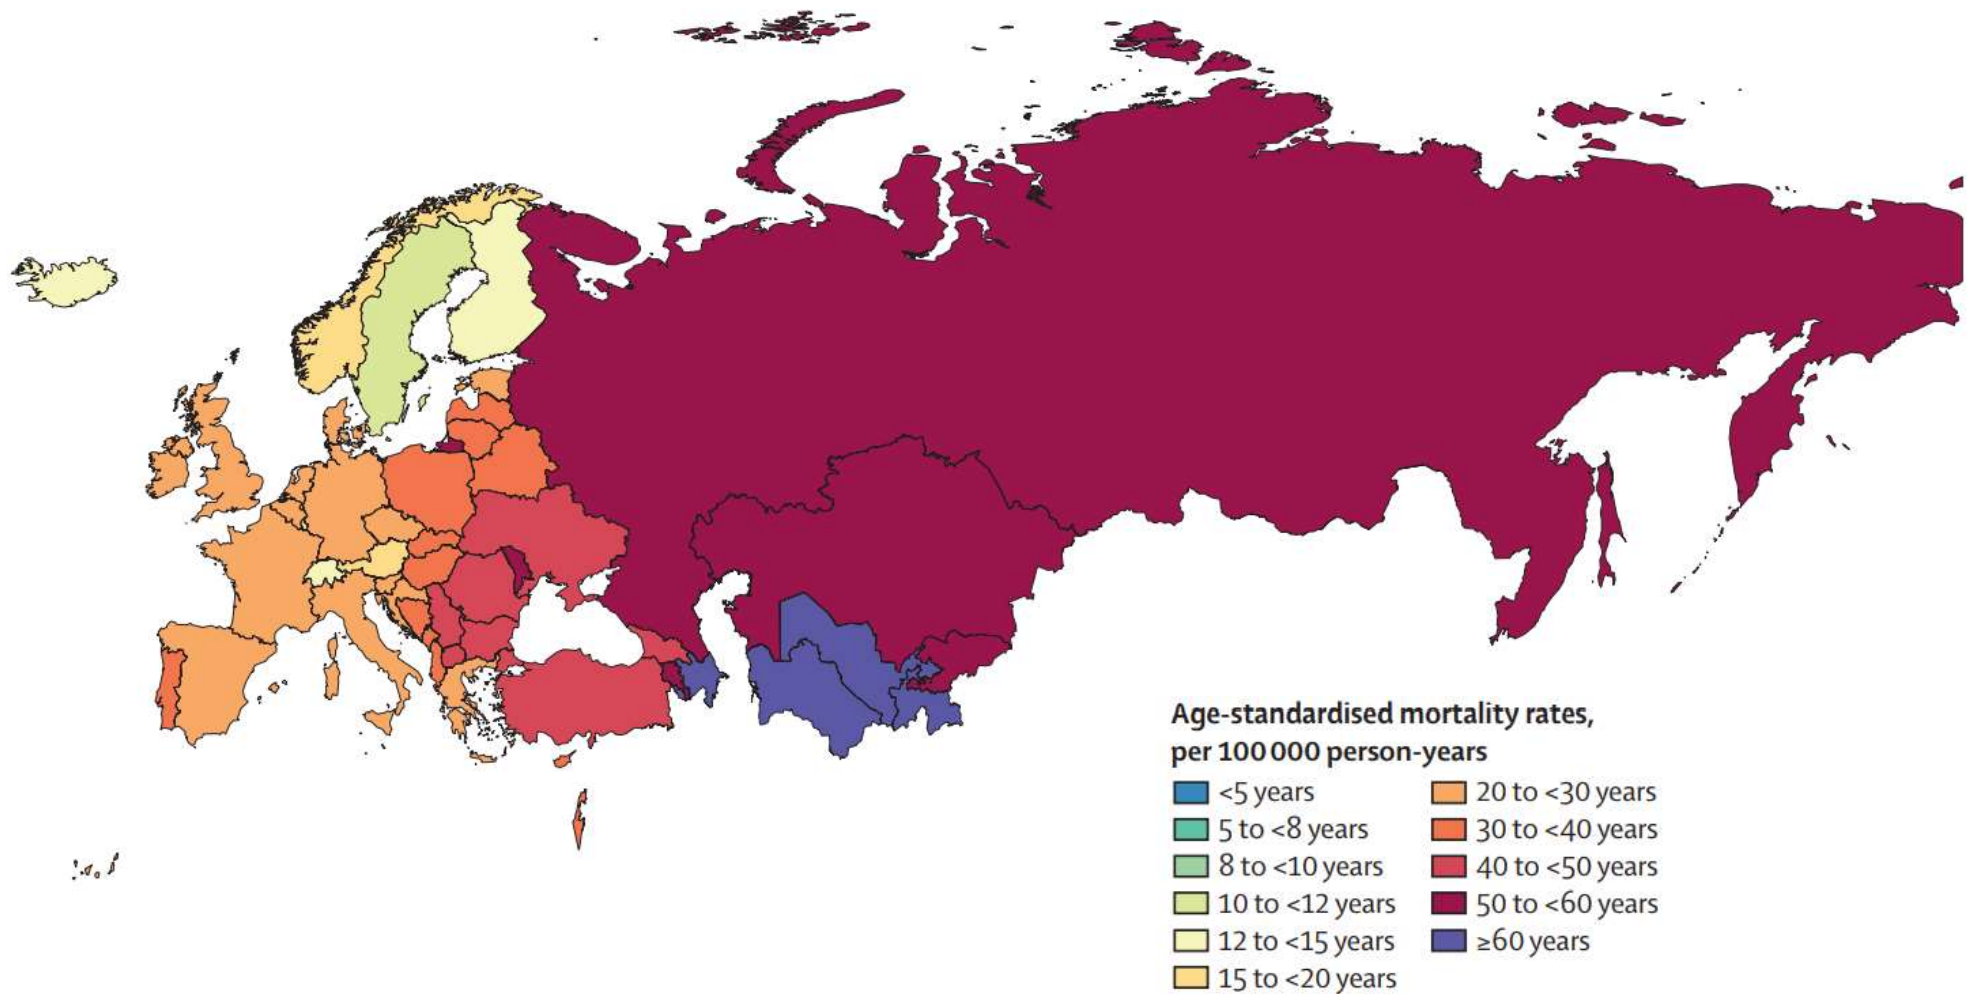 Age-standardised mortality rates,
per 100 000 person-years
<5 years
5 to <8 years
8 to <10 years
10 to <12 years
12 to <15 years
15 to <20 years
20 to <30 years
30 to <40 years
40 to <50 years
50 to <60 years
≥60 years